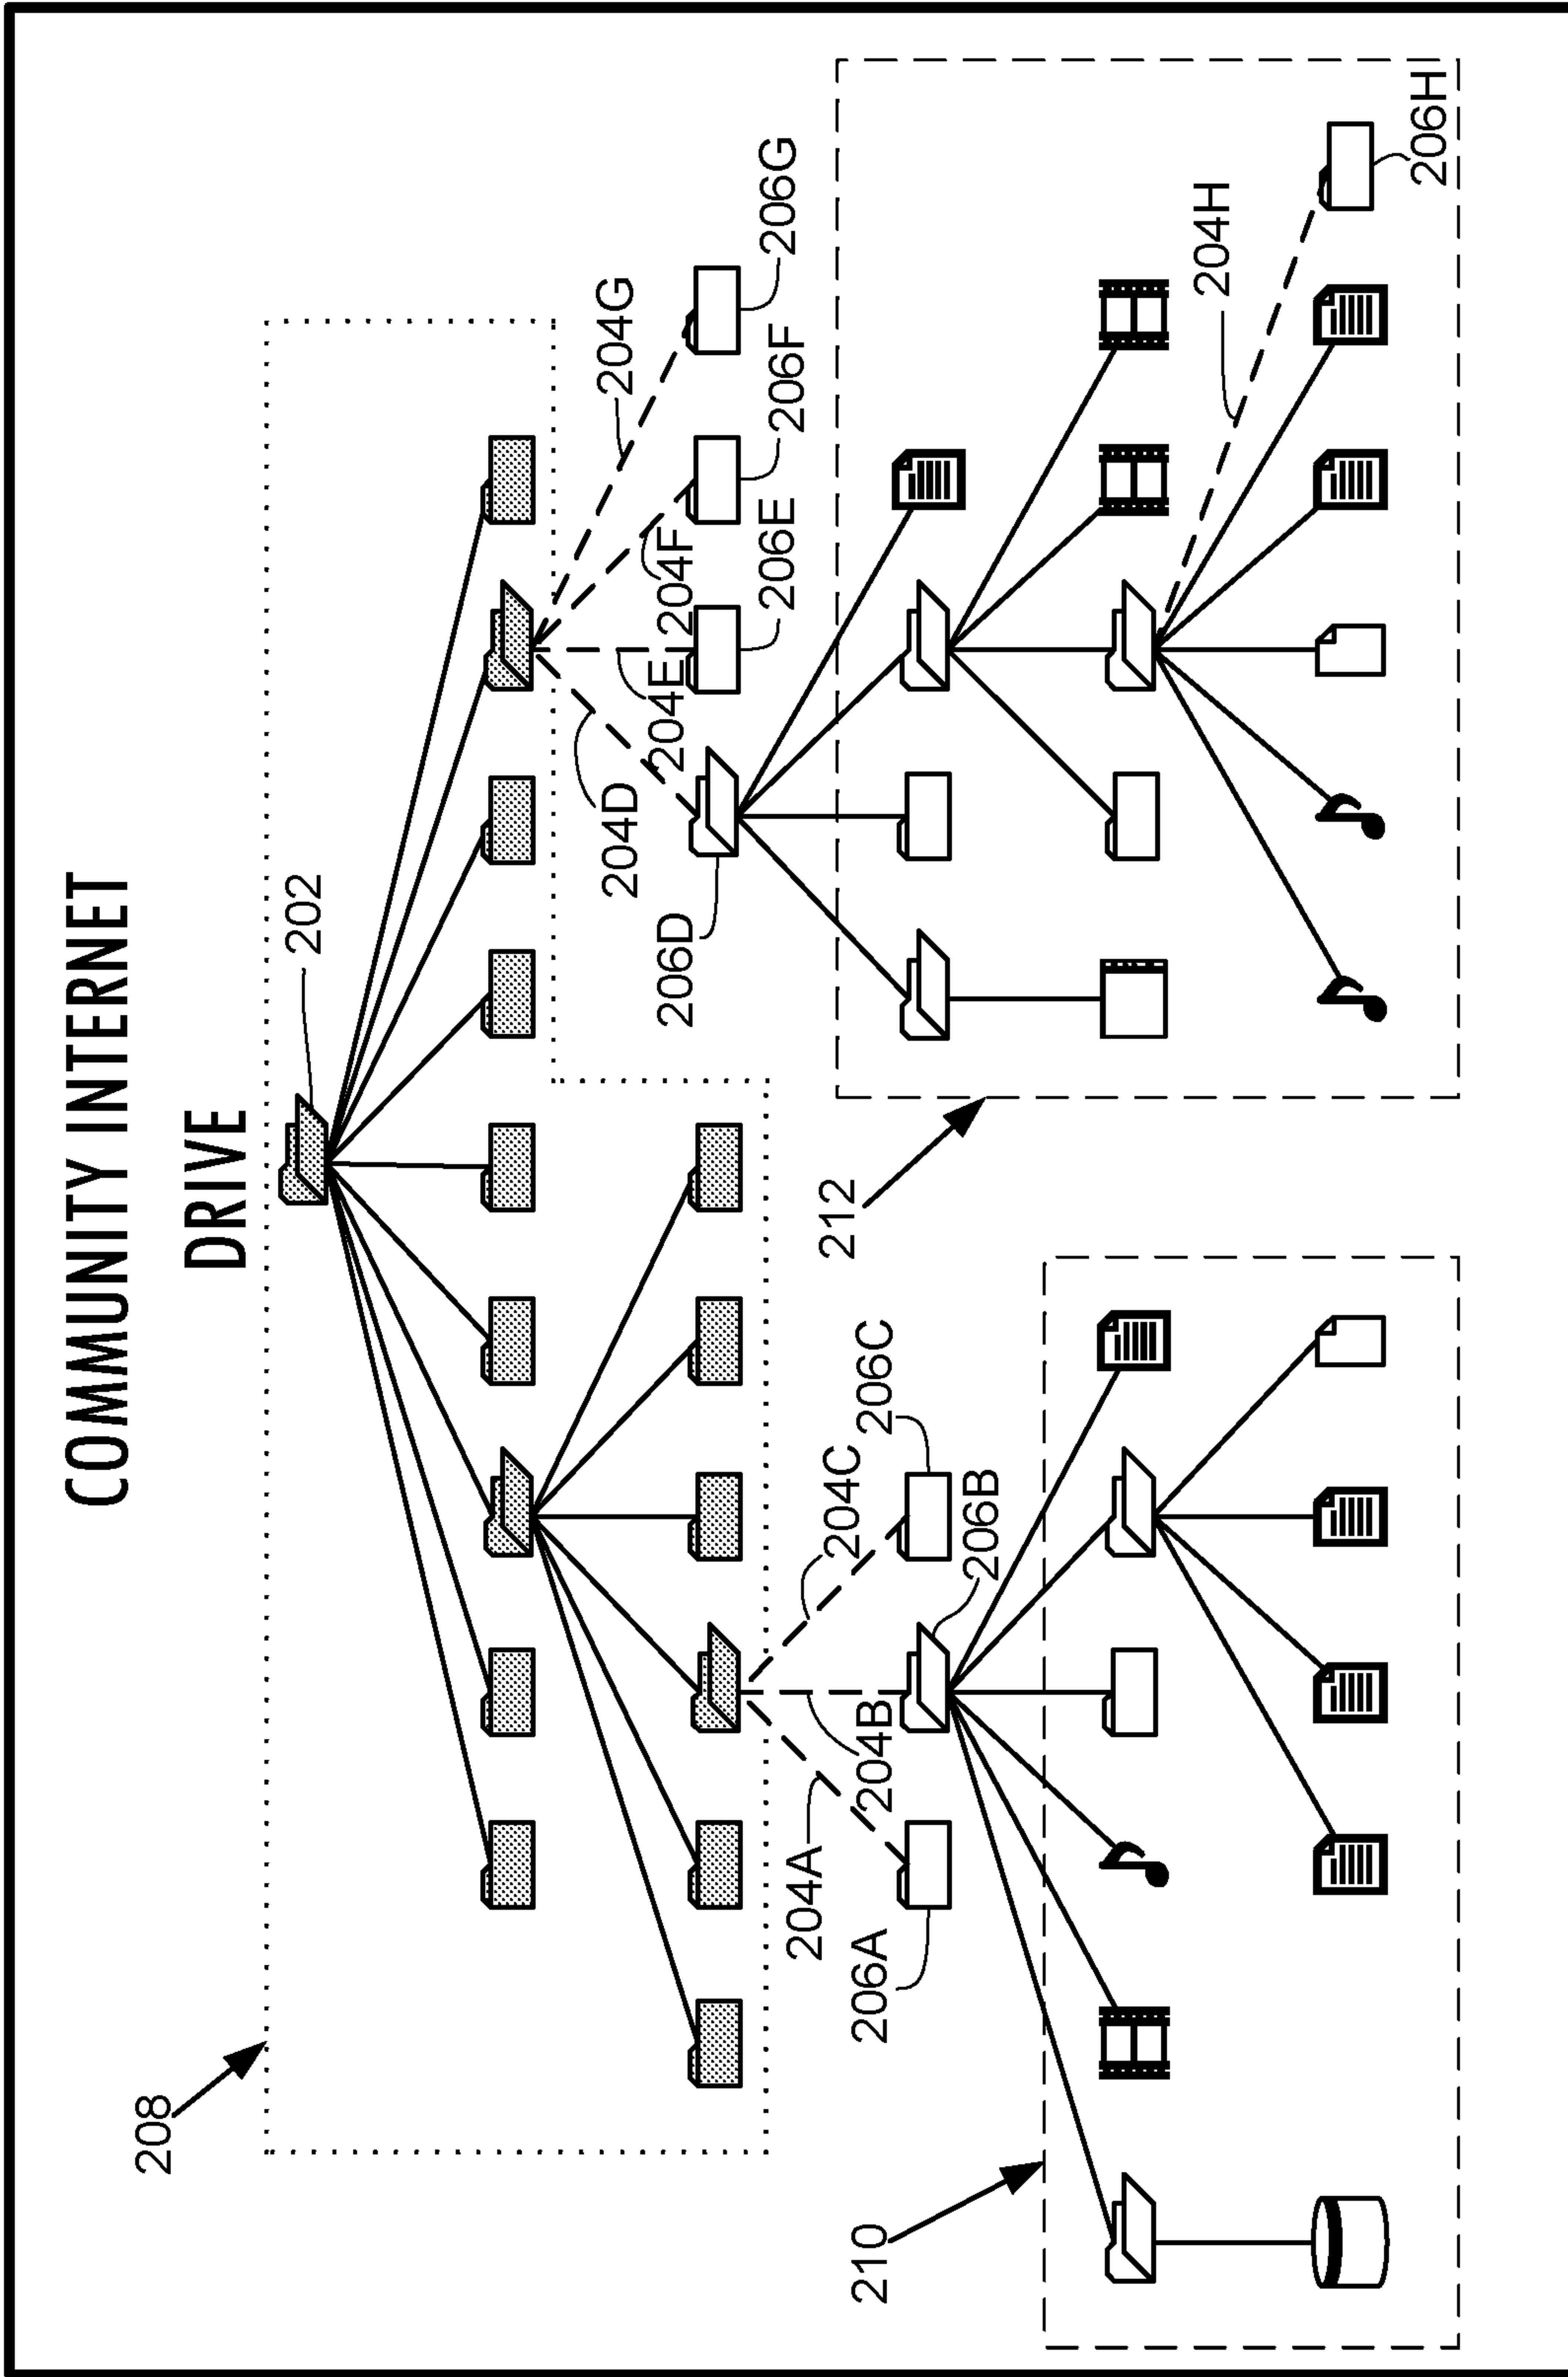 COMMUNITY INTERNET
DRIVE
202
208
204G
206G
204D
204E
204F
206F
206D
206E
204A
204B
204C
206C
206A
206B
212
204H
206H
210